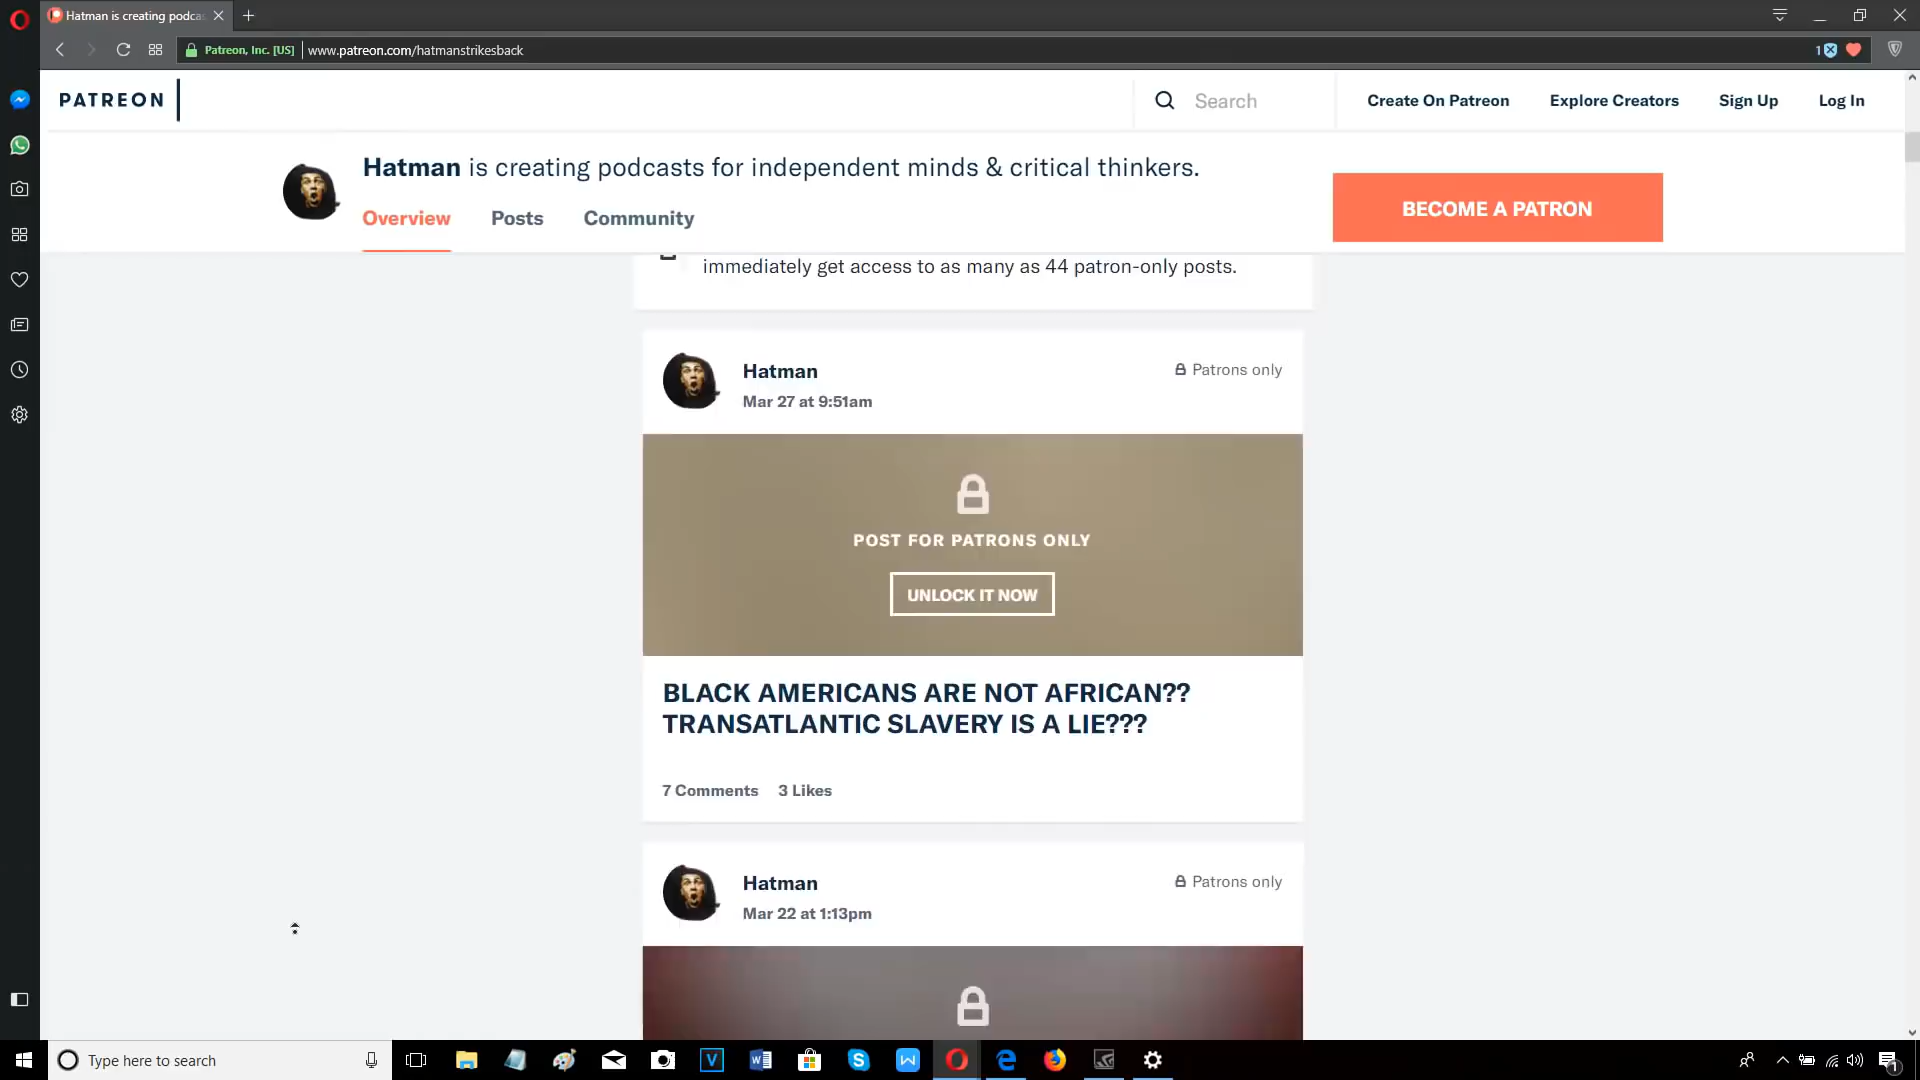 Hatman is creating podca
Patreon, Inc. [US]
www.patreon.com/hatmanstrikesback
1
PATREON
Search
Create On Patreon
Explore Creators
Sign Up
Log In
Hatman is creating podcasts for independent minds & critical thinkers.
Overview
Posts
Community
BECOME A PATRON
immediately get access to as many as 44 patron-only posts.
Hatman
Patrons only
Mar 27 at 9:51am
POST FOR PATRONS ONLY
UNLOCK IT NOW
BLACK AMERICANS ARE NOT AFRICAN??
TRANSATLANTIC SLAVERY IS A LIE???
7 Comments
3 Likes
Hatman
Patrons only
Mar 22 at 1:13pm
Type here to search
V
W
1